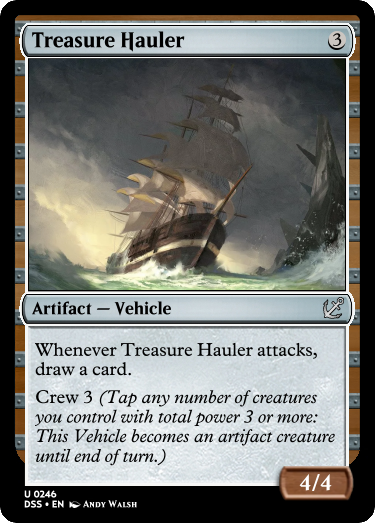 Treasure Hauler 3
Artifact — Vehicle
Whenever Treasure Hauler attacks,
draw a card.
Crew 3 (Tap any number of creatures
you control with total power 3 or more:
This Vehicle becomes an artifact creature
until end of turn.)
4/4
U 0246
DSS • EN Andy Walsh